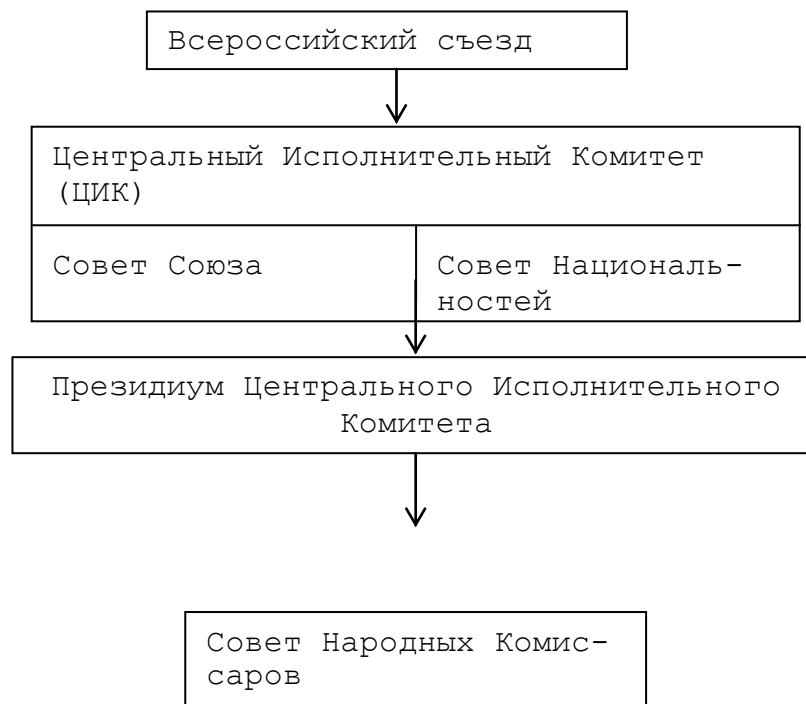 Всероссийский съезд
Центральный Исполнительный Комитет
(ЦИК)
Совет Союза
Совет Националь-
ностей
Президиум Центрального Исполнительного
Комитета
Совет Народных Комис-
саров